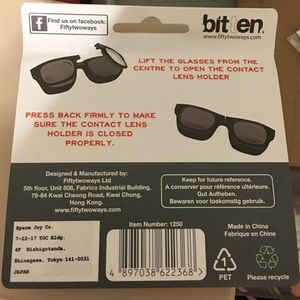 f Find us on facebook:
Fiftytwoways
bitten.
www.fiftytwoways.com
LIFT THE GLASSES FROM THE
CENTRE TO OPEN THE CONTACT
LENS HOLDER
PRESS BACK FIRMLY TO MAKE
SURE THE CONTACT LENS
HOLDER IS CLOSED
PROPERLY.
Designed & Manufactured by:
Fiftytwoways Ltd
5th floor, Unit 508, Fabrico Industrial Building,
78-84 Kwai Cheong Road, Kwai Chung,
Hong Kong.
Keep for future reference.
A conserver pour référence ultérieure.
Gut Aufheben.
Bewaren voor toekomstig gebruik.
Space Joy Co.
7-22-17 TOC Bldg.
4F Nishigotanda,
Shinagawa, Tokyo 141-0031
JAPAN
Item Number: 1250
4 897038 622368 >
Made in China
Fabrique en Chine
1
PET
Please recycle